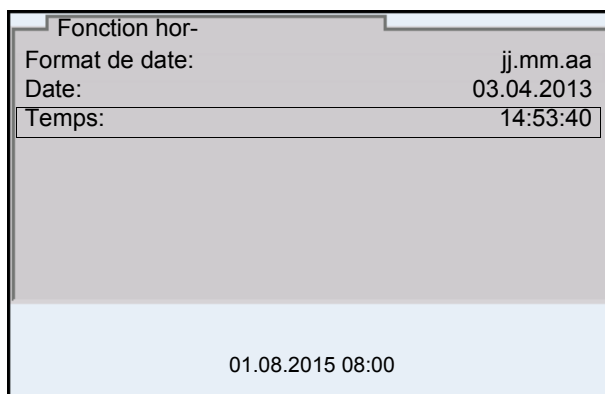 Fonction hor-
Format de date: jj.mm.aa
Date: 03.04.2013
Temps: 14:53:40
01.08.2015 08:00